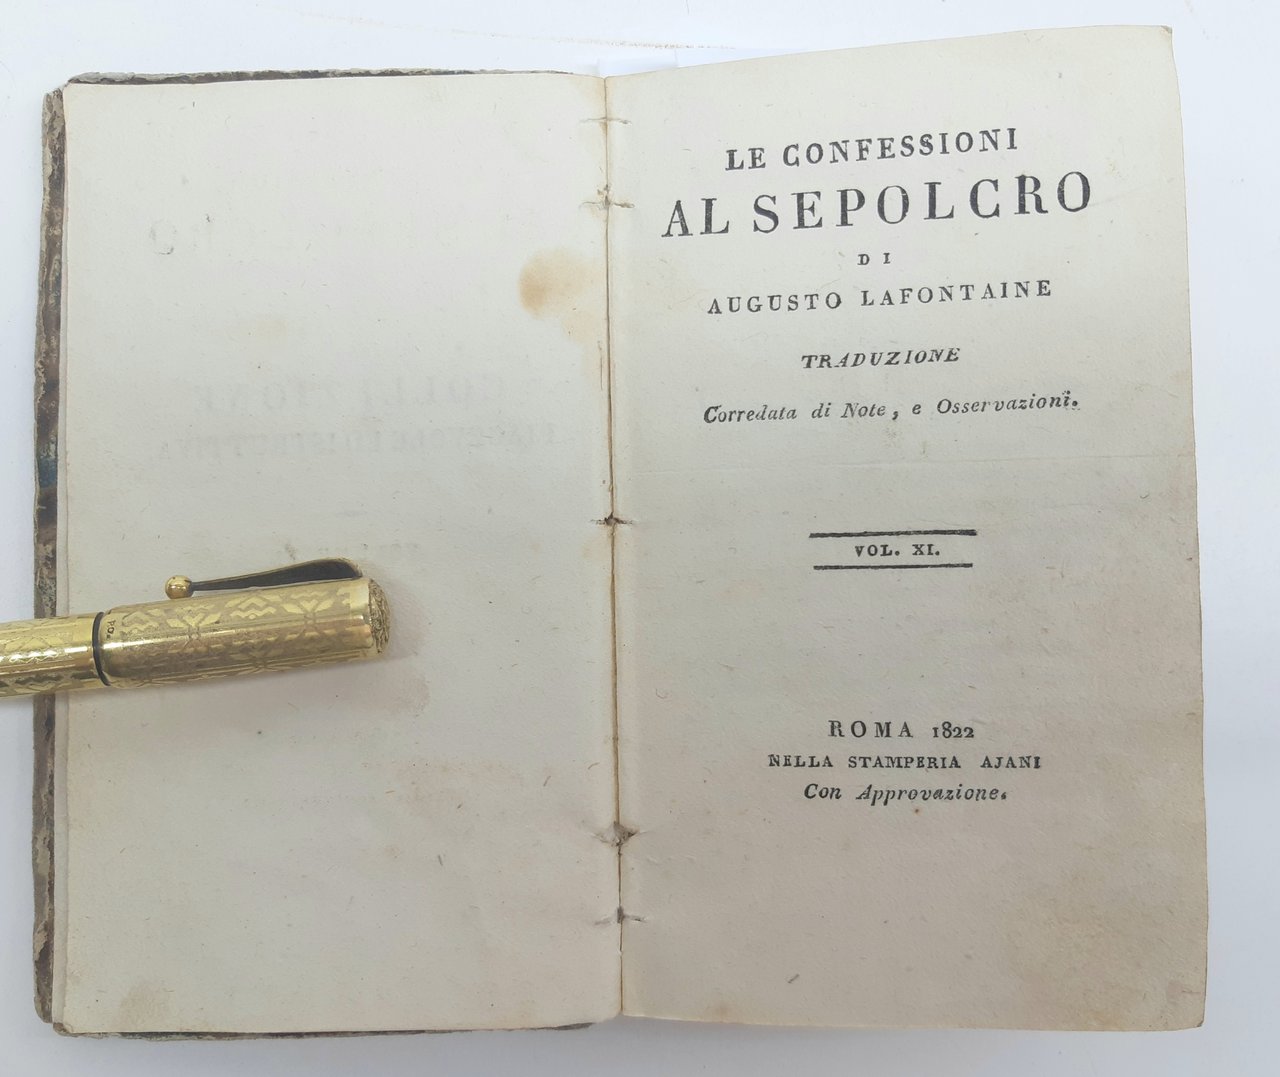 LE CONFESSIONI
AL SEPOLCRO
DI
AUGUSTO LAFONTAINE
TRADUZIONE
Corredata di Note, e Osservazioni.
VOL. XI.
ROMA 1822
NELLA STAMPERIA AJANI
Con Approvazione.